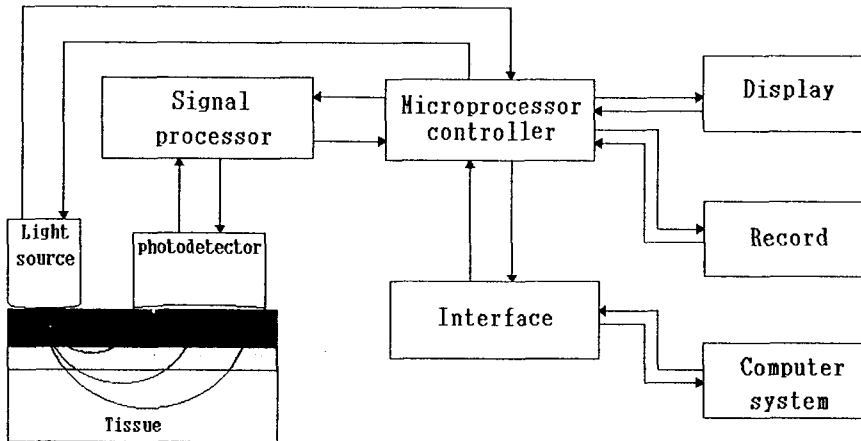 Signal
processor
Microprocessor
controller
Display
Light
source
photodetector
Record
Interface
Computer
system
Tissue